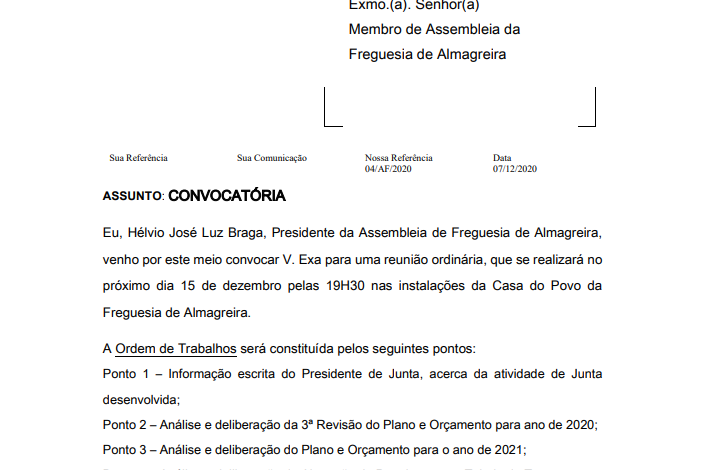 Exmo.(a). Senhor(a)
Membro de Assembleia da
Freguesia de Almagreira
Sua Referência Sua Comunicação Nossa Referência Data
04/AF/2020 07/12/2020
ASSUNTO: CONVOCATÓRIA
Eu, Hélvio José Luz Braga, Presidente da Assembleia de Freguesia de Almagreira,
venho por este meio convocar V. Exa para uma reunião ordinária, que se realizará no
próximo dia 15 de dezembro pelas 19H30 nas instalações da Casa do Povo da
Freguesia de Almagreira.
A Ordem de Trabalhos será constituída pelos seguintes pontos:
Ponto 1 – Informação escrita do Presidente de Junta, acerca da atividade de Junta
desenvolvida;
Ponto 2 – Análise e deliberação da 3ª Revisão do Plano e Orçamento para ano de 2020;
Ponto 3 – Análise e deliberação do Plano e Orçamento para o ano de 2021;